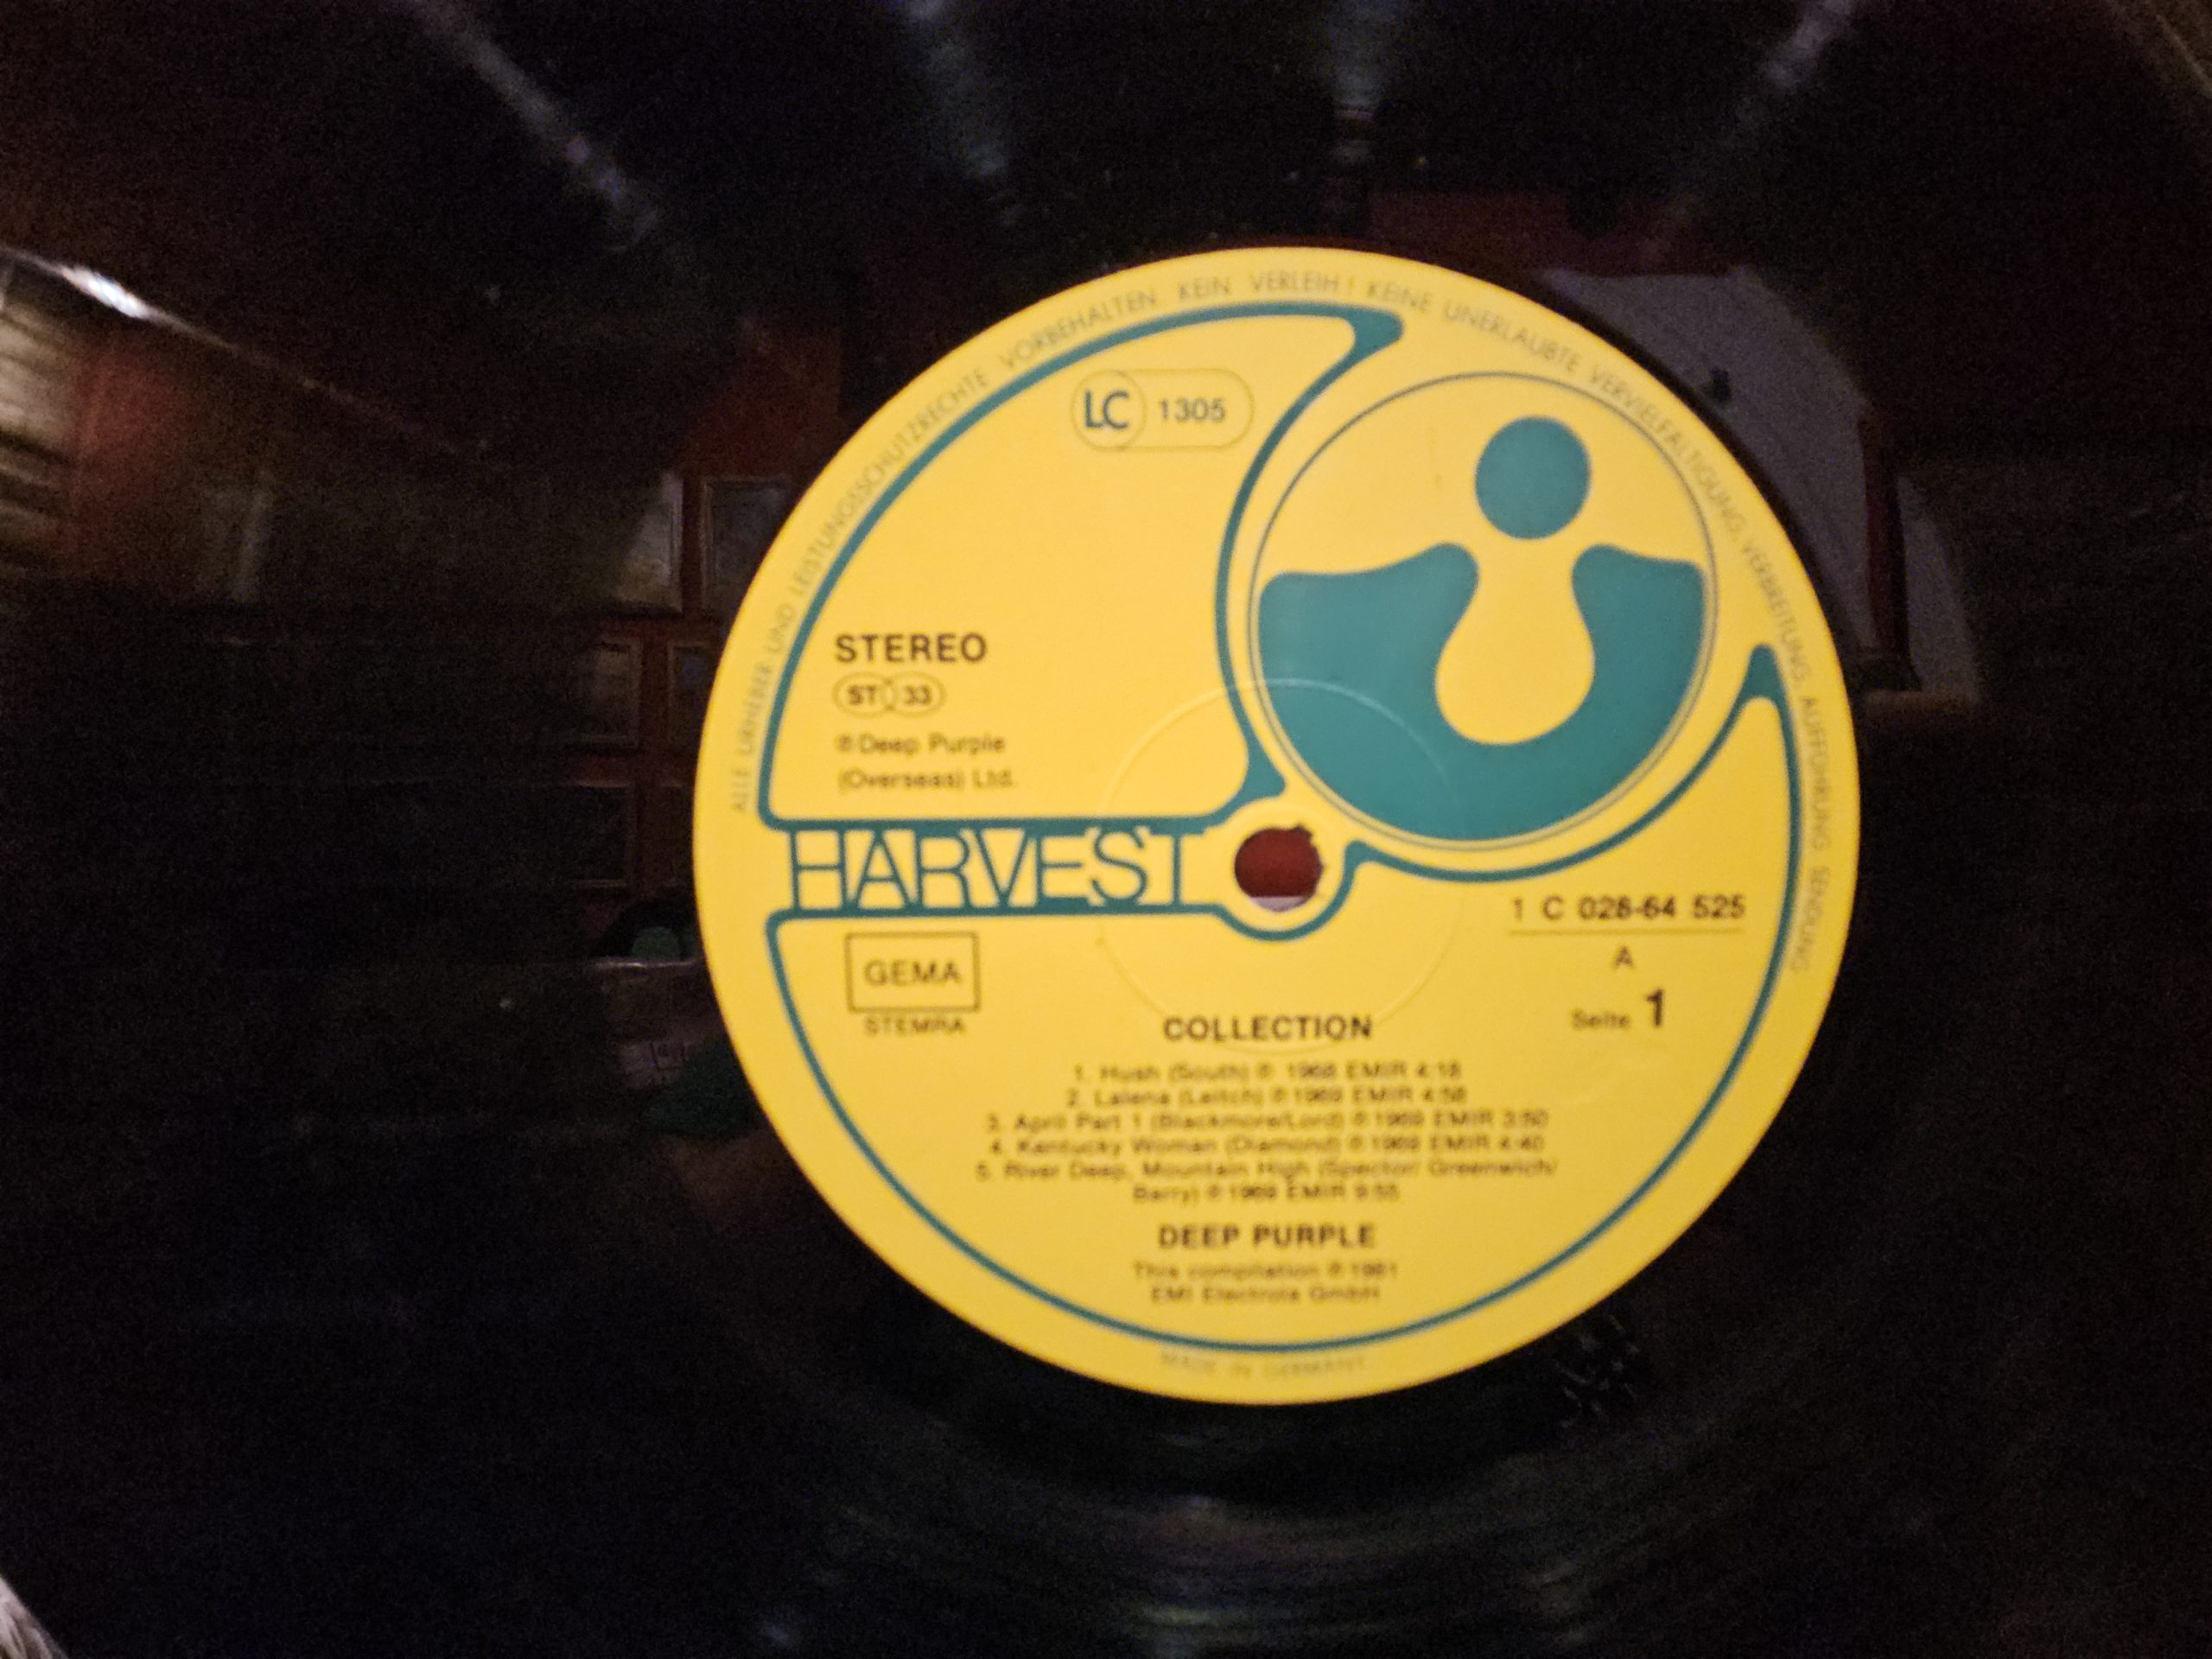 ALLE URHEBER UND LEISTUNGSSCHUTZRECHTE VORBEHALTEN. KEIN VERLEIH! KEINE UNERLAUBTE VERVIELFÄLTIGUNG, VERBREITUNG, AUFFÜHRUNG SENDUNG
LC 1305
STEREO
ST 33
℗ Deep Purple
(Overseas) Ltd.
HARVEST
1 C 028-64 525
A
Seite 1
GEMA
STEMRA
COLLECTION
1. Hush (South) ℗ 1968 EMIR 4:18
2. Lalena (Leitch) ℗ 1969 EMIR 4:58
3. April Part 1 (Blackmore/Lord) ℗ 1969 EMIR 3:50
4. Kentucky Woman (Diamond) ℗ 1969 EMIR 4:40
5. River Deep, Mountain High (Spector/ Greenwich/
Barry) ℗ 1969 EMIR 9:55
DEEP PURPLE
This compilation ℗ 1981
EMI Electrola GmbH
MADE IN GERMANY